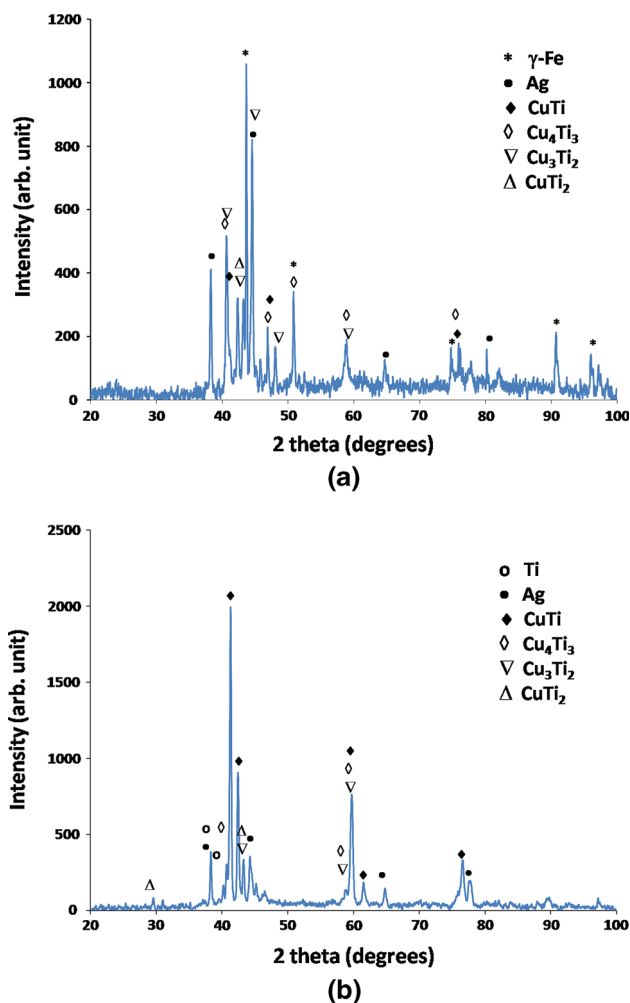 1200
1000
800
600
400
200
0
Intensity (arb. unit)
* γ-Fe
● Ag
◆ CuTi
◊ Cu₄Ti₃
▽ Cu₃Ti₂
△ CuTi₂
20 30 40 50 60 70 80 90 100
2 theta (degrees)
(a)
2500
2000
1500
1000
500
0
Intensity (arb. unit)
o Ti
● Ag
◆ CuTi
◊ Cu₄Ti₃
▽ Cu₃Ti₂
△ CuTi₂
20 30 40 50 60 70 80 90 100
2 theta (degrees)
(b)